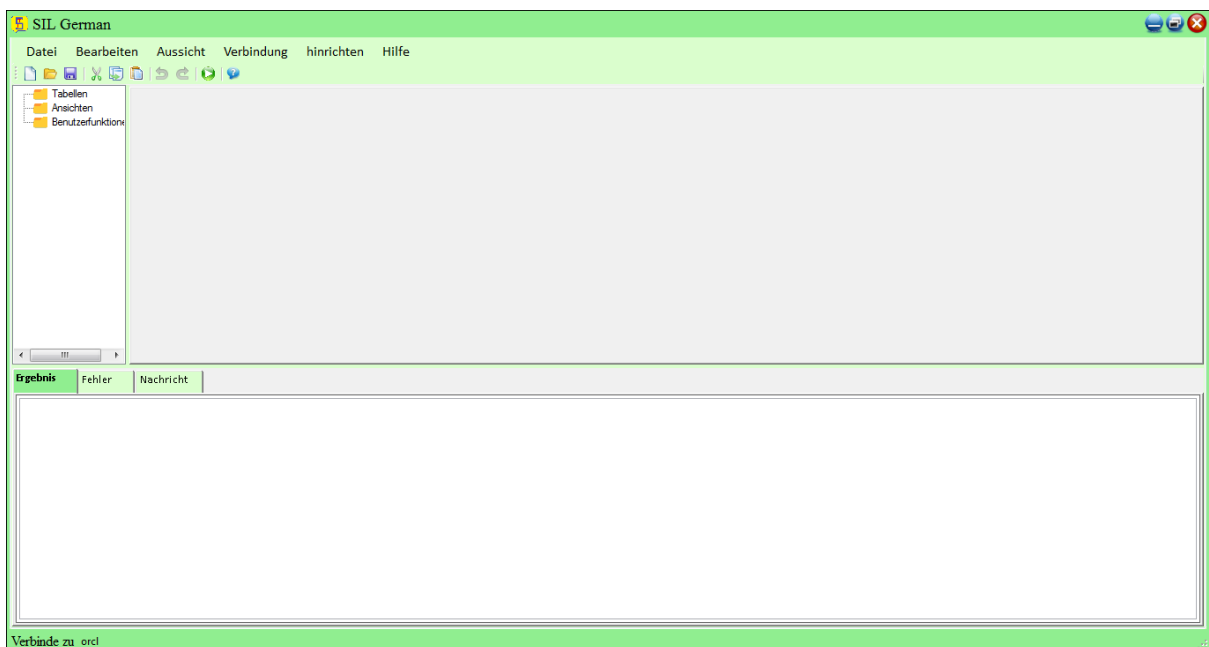 SIL German
Datei Bearbeiten Aussicht Verbindung hinrichten Hilfe
Tabellen
Ansichten
Benutzerfunktione
Ergebnis Fehler Nachricht
Verbinde zu orcl